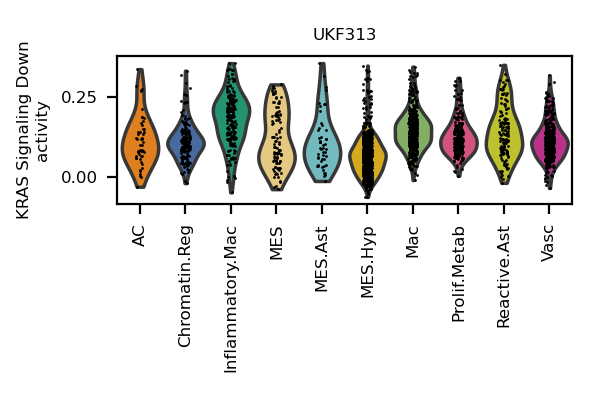 UKF313
KRAS Signaling Down
activity
0.25
0.00
AC
Chromatin.Reg
Inflammatory.Mac
MES
MES.Ast
MES.Hyp
Mac
Prolif.Metab
Reactive.Ast
Vasc